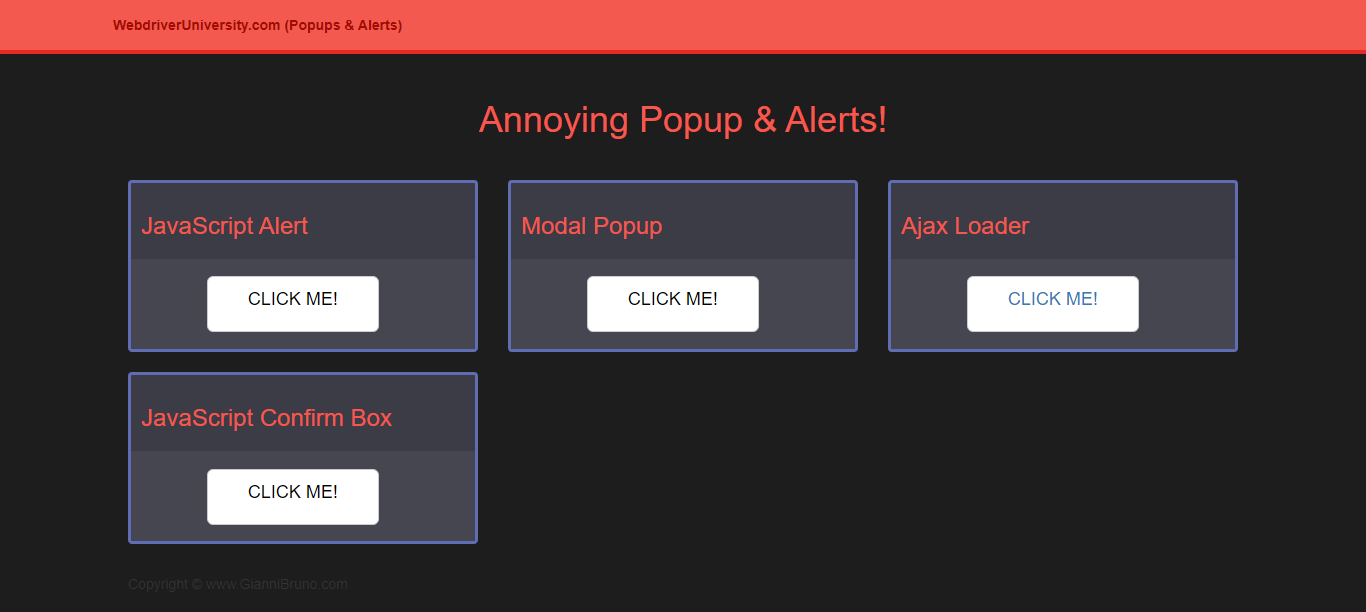 WebdriverUniversity.com (Popups & Alerts)
Annoying Popup & Alerts!
JavaScript Alert
CLICK ME!
Modal Popup
CLICK ME!
Ajax Loader
CLICK ME!
JavaScript Confirm Box
CLICK ME!
Copyright © www.GianniBruno.com